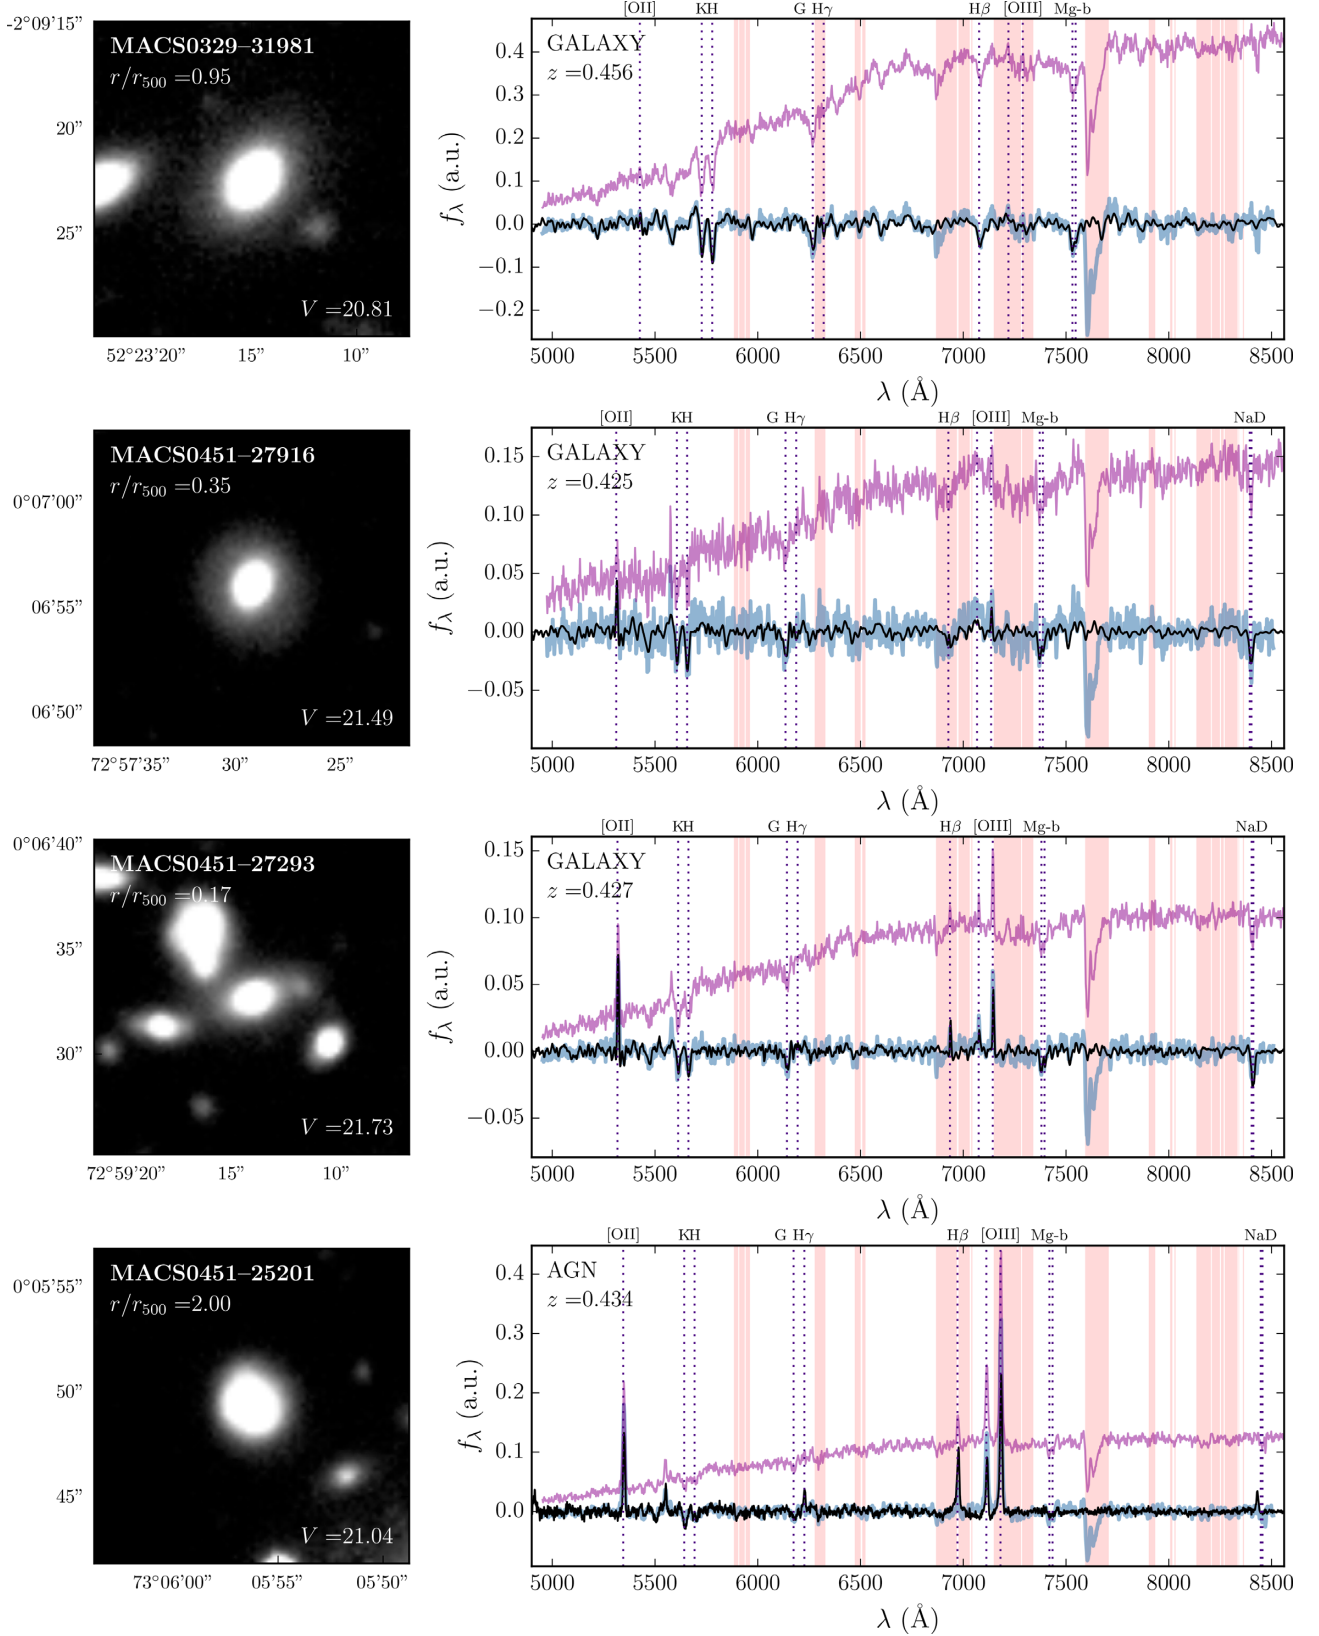 [OII] KH G Hγ Hβ [OIII] Mg-b
-2°09'15"
20"
25"
MACS0329–31981
r/r500 =0.95
V =20.81
52°23'20" 15" 10"
GALAXY
z =0.456
fλ (a.u.)
0.4
0.3
0.2
0.1
0.0
−0.1
−0.2
5000 5500 6000 6500 7000 7500 8000 8500
λ (Å)
[OII] KH G Hγ Hβ [OIII] Mg-b NaD
0°07'00"
06'55"
06'50"
MACS0451–27916
r/r500 =0.35
V =21.49
72°57'35" 30" 25"
GALAXY
z =0.425
fλ (a.u.)
0.15
0.10
0.05
0.00
−0.05
5000 5500 6000 6500 7000 7500 8000 8500
λ (Å)
[OII] KH G Hγ Hβ [OIII] Mg-b NaD
0°06'40"
35"
30"
MACS0451–27293
r/r500 =0.17
V =21.73
72°59'20" 15" 10"
GALAXY
z =0.427
fλ (a.u.)
0.15
0.10
0.05
0.00
−0.05
5000 5500 6000 6500 7000 7500 8000 8500
λ (Å)
[OII] KH G Hγ Hβ [OIII] Mg-b NaD
0°05'55"
50"
45"
MACS0451–25201
r/r500 =2.00
V =21.04
73°06'00" 05'55" 05'50"
AGN
z =0.434
fλ (a.u.)
0.4
0.3
0.2
0.1
0.0
5000 5500 6000 6500 7000 7500 8000 8500
λ (Å)